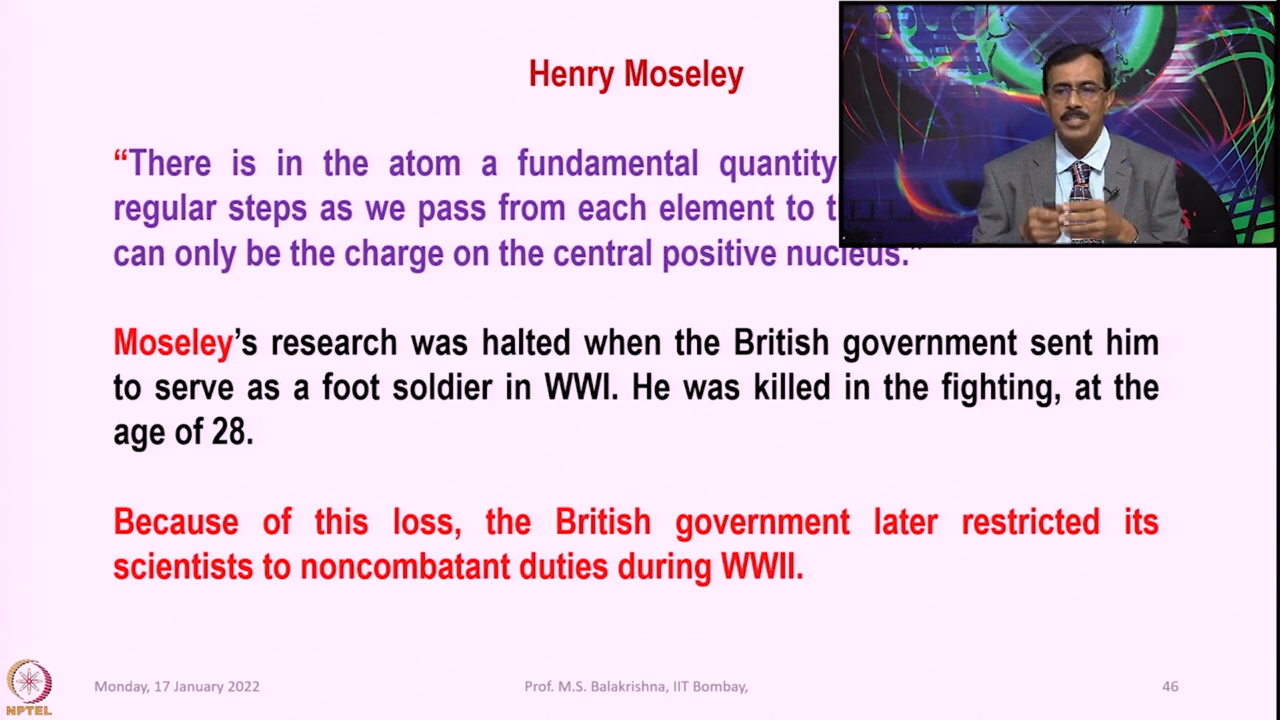 Henry Moseley
“There is in the atom a fundamental quantity
regular steps as we pass from each element to
can only be the charge on the central positive nucleus.”
Moseley’s research was halted when the British government sent him
to serve as a foot soldier in WWI. He was killed in the fighting, at the
age of 28.
Because of this loss, the British government later restricted its
scientists to noncombatant duties during WWII.
NPTEL
Monday, 17 January 2022
Prof. M.S. Balakrishna, IIT Bombay,
46